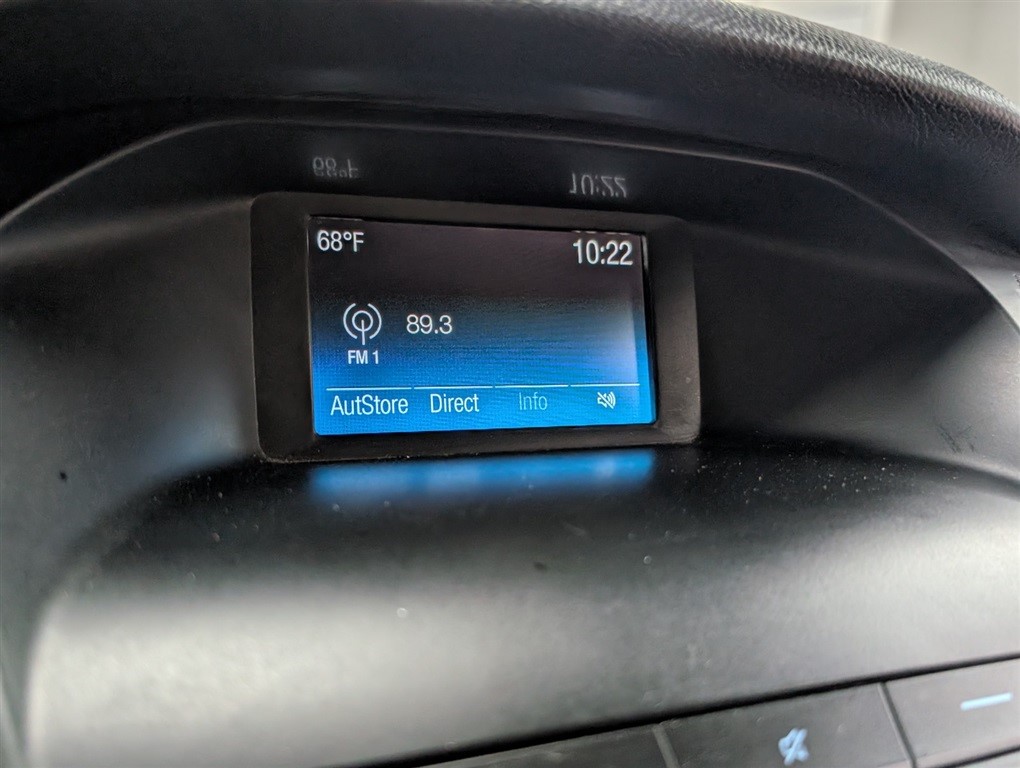 68°F 10:22
89.3
FM 1
AutStore Direct Info